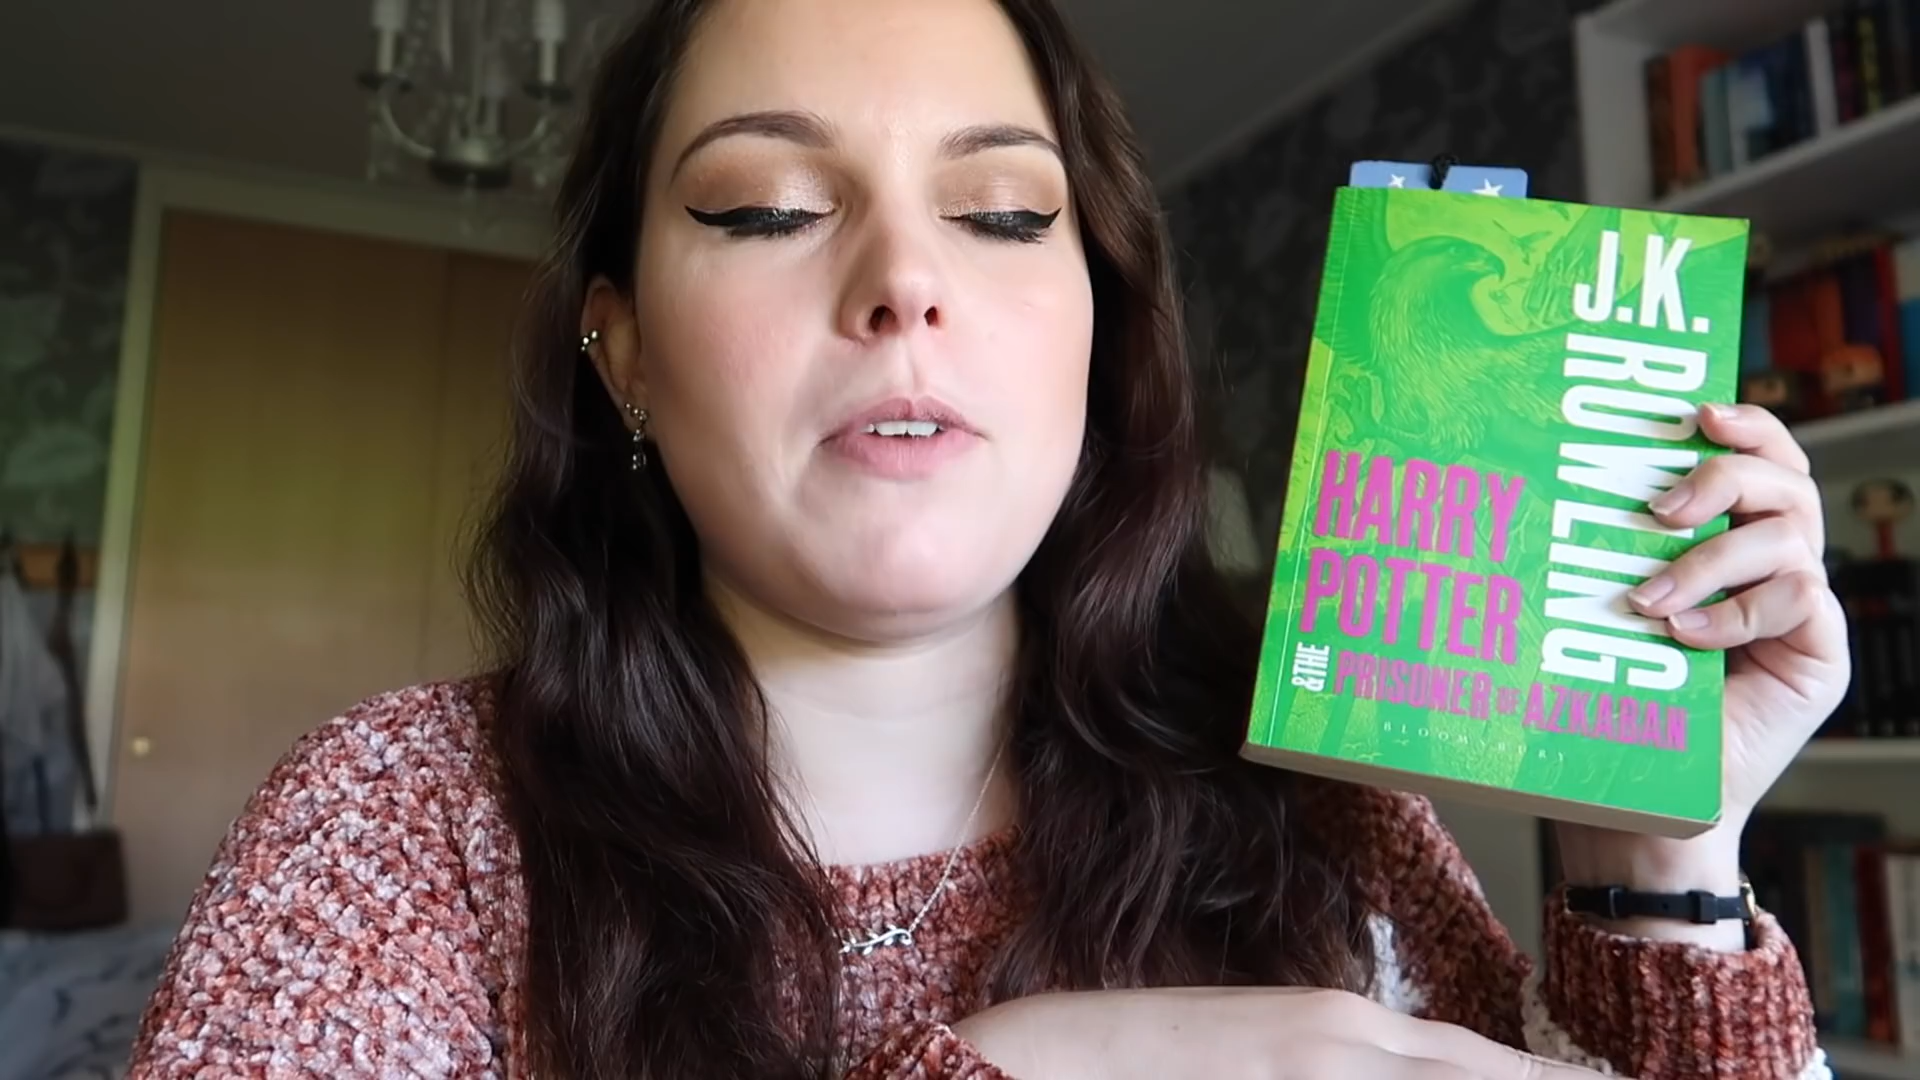 J.K.
ROWLING
HARRY
POTTER
& THE
PRISONER OF AZKABAN
BLOOMSBURY